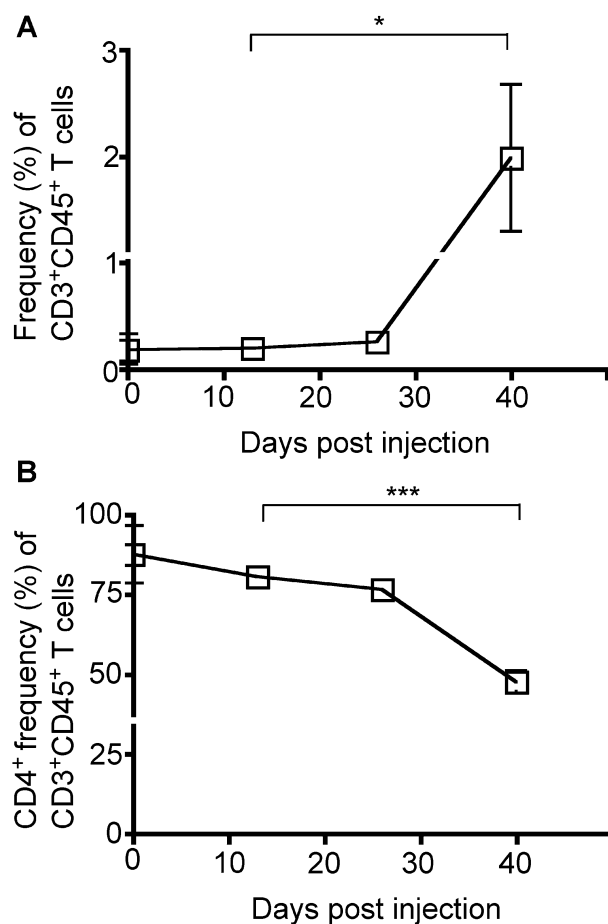 A
*
3
2
1
0
Frequency (%) of
CD3⁺CD45⁺ T cells
0 10 20 30 40
Days post injection
B
***
100
75
50
25
0
CD4⁺ frequency (%) of
CD3⁺CD45⁺ T cells
0 10 20 30 40
Days post injection